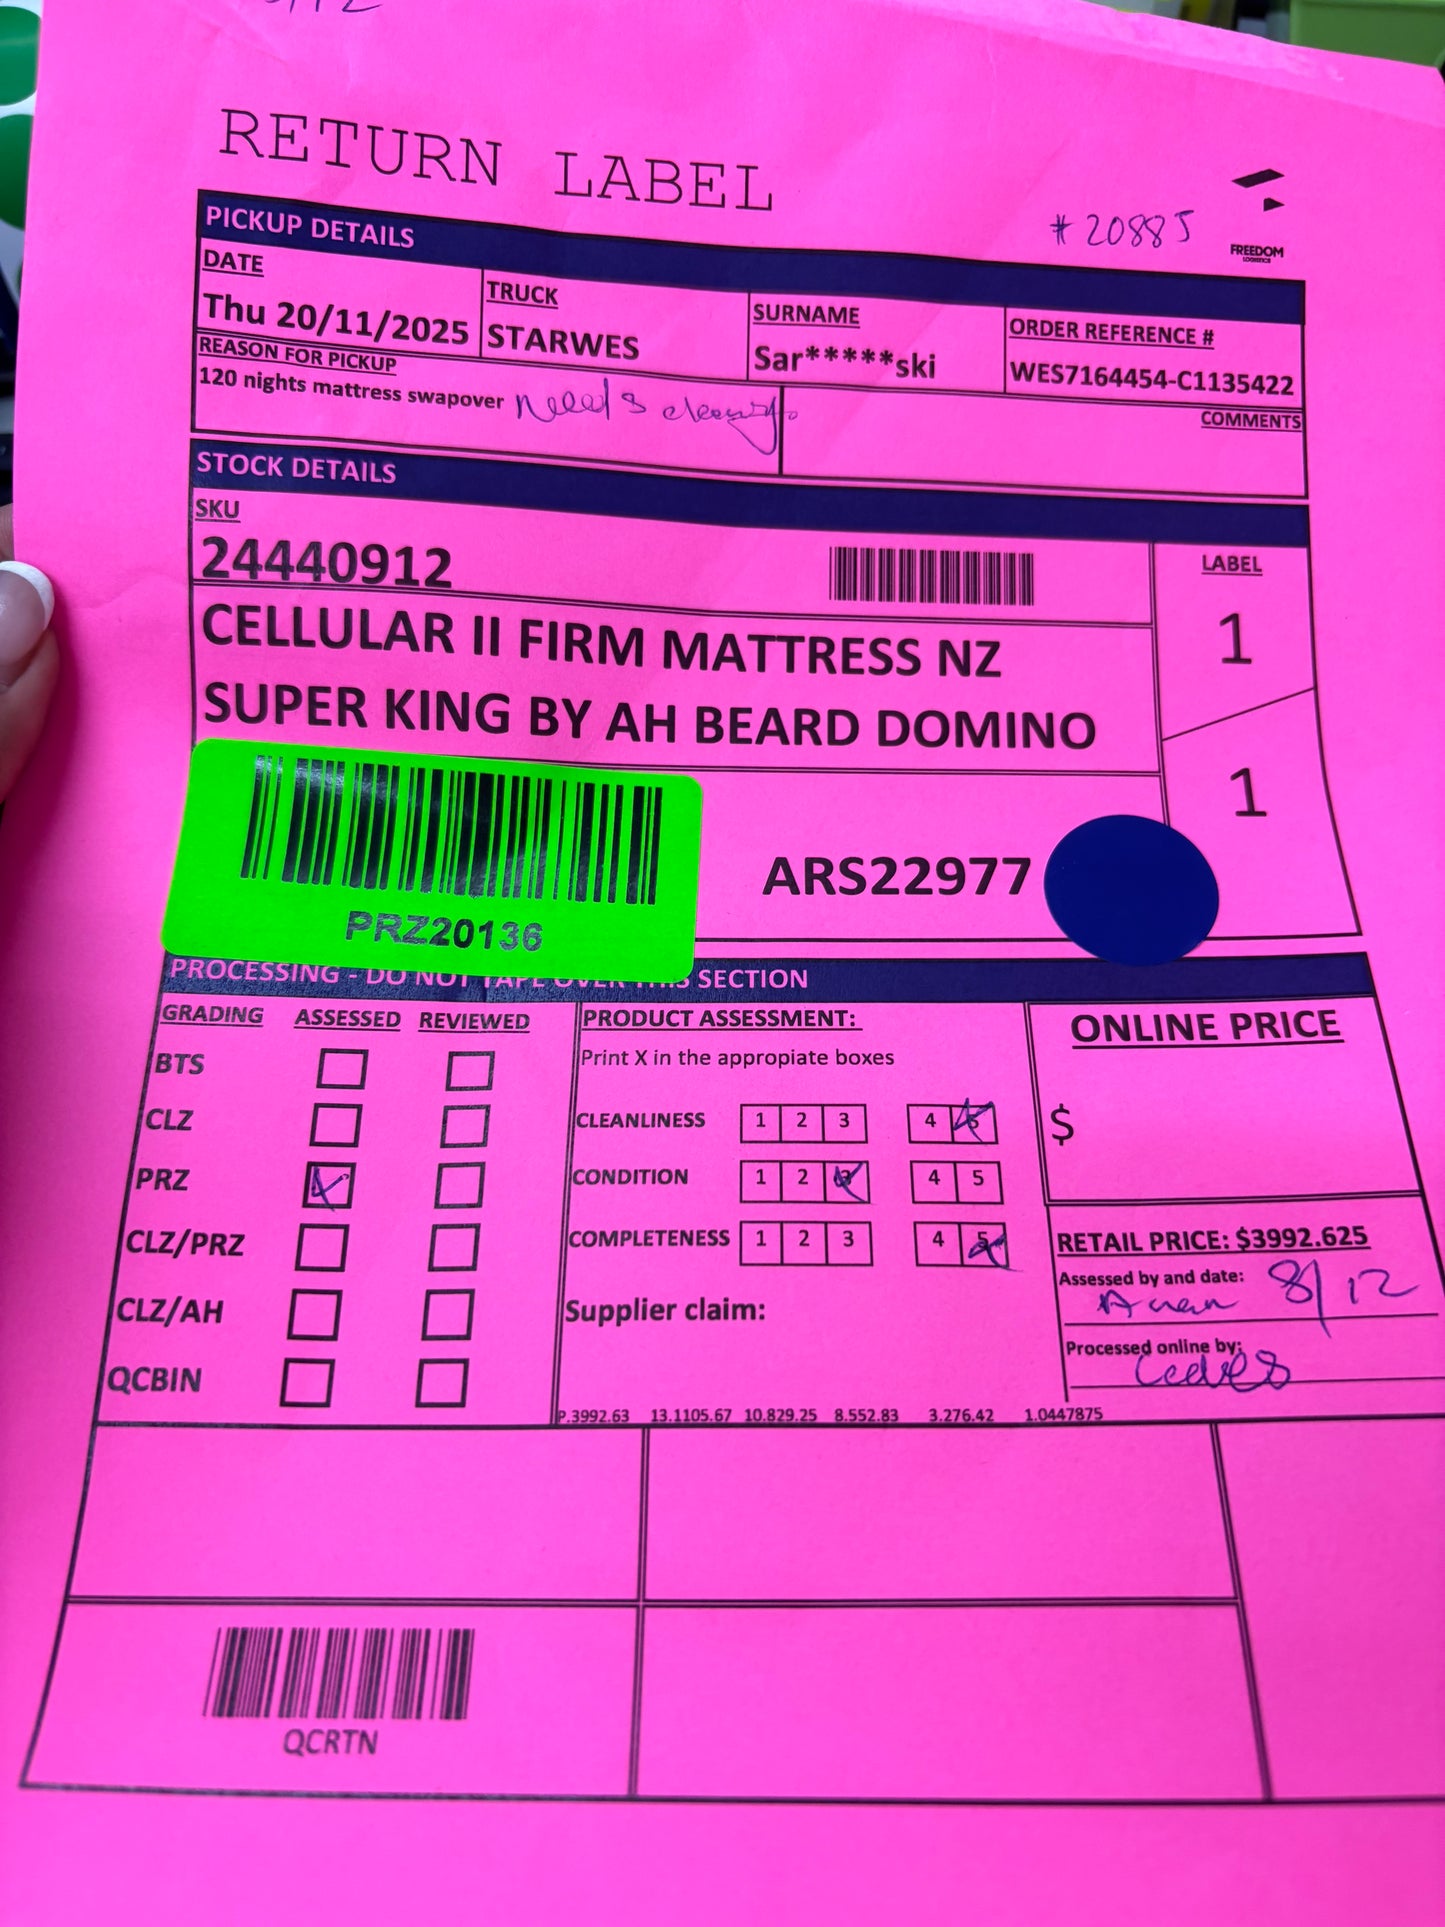 RETURN LABEL
# 20885
FREEDOM
LOGISTICS
PICKUP DETAILS
DATE
Thu 20/11/2025
TRUCK
STARWES
SURNAME
Sar*****ski
ORDER REFERENCE #
WES7164454-C1135422
REASON FOR PICKUP
120 nights mattress swapover needs cleaning
COMMENTS
STOCK DETAILS
SKU
24440912
LABEL
1
1
CELLULAR II FIRM MATTRESS NZ
SUPER KING BY AH BEARD DOMINO
PRZ20136
ARS22977
PROCESSING - DO NOT TAPE OVER THIS SECTION
GRADING ASSESSED REVIEWED
BTS
CLZ
PRZ X
CLZ/PRZ
CLZ/AH
QCBIN
PRODUCT ASSESSMENT:
Print X in the appropiate boxes
CLEANLINESS 1 2 3 4 5
CONDITION 1 2 3 4 5
COMPLETENESS 1 2 3 4 5
Supplier claim:
ONLINE PRICE
$
RETAIL PRICE: $3992.625
Assessed by and date:
8/12
Processed online by:
P.3992.63 13.1105.67 10.829.25 8.552.83 3.276.42 1.0447875
QCRTN